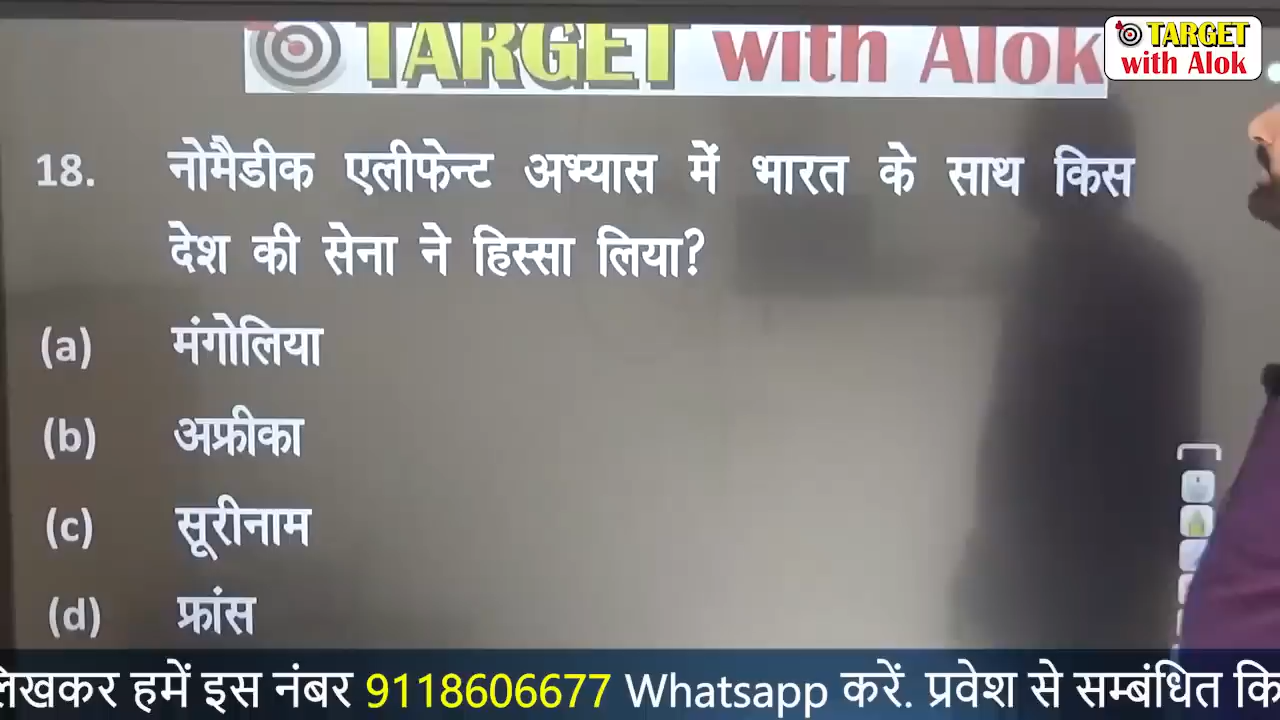 TARGET with Alok
TARGET
with Alok
18. नोमैडीक एलीफेन्ट अभ्यास में भारत के साथ किस
देश की सेना ने हिस्सा लिया?
(a) मंगोलिया
(b) अफ्रीका
(c) सूरीनाम
(d) फ्रांस
लिखकर हमें इस नंबर 9118606677 Whatsapp करें. प्रवेश से सम्बंधित कि